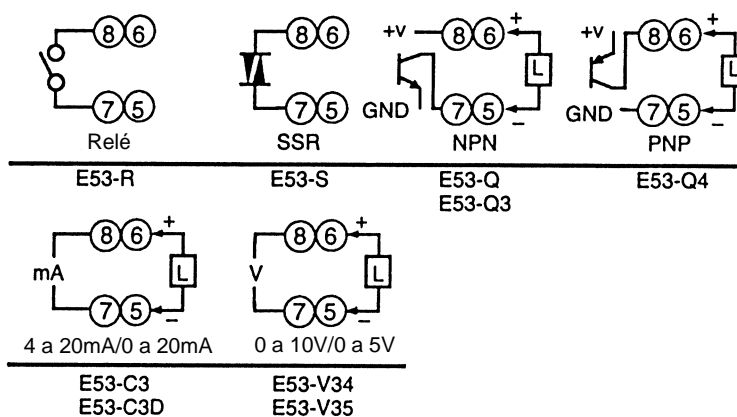 8 6
7 5
Relé
E53-R
8 6
7 5
SSR
E53-S
+v 8 6 +
L
GND 7 5 −
NPN
E53-Q
E53-Q3
+v 8 6 +
L
GND 7 5 −
PNP
E53-Q4
8 6 +
mA L
7 5 −
4 a 20mA/0 a 20mA
E53-C3
E53-C3D
8 6 +
V L
7 5 −
0 a 10V/0 a 5V
E53-V34
E53-V35